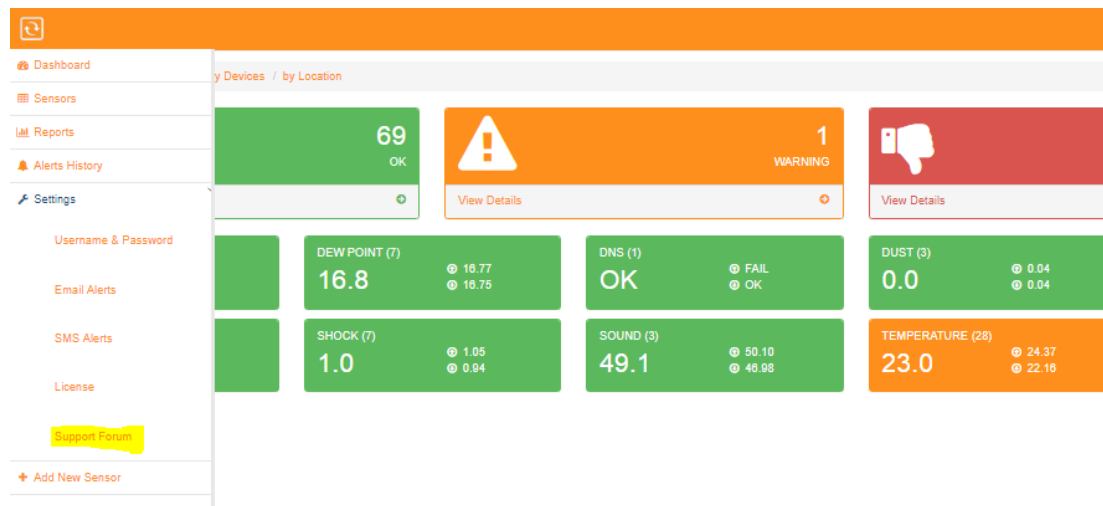 Dashboard
Sensors
Reports
Alerts History
Settings
Username & Password
Email Alerts
SMS Alerts
License
Support Forum
Add New Sensor
y Devices / by Location
69
OK
1
WARNING
View Details
View Details
DEW POINT (7)
16.8
16.77
16.75
DNS (1)
OK
FAIL
OK
DUST (3)
0.0
0.04
0.04
SHOCK (7)
1.0
1.05
0.94
SOUND (3)
49.1
50.10
46.98
TEMPERATURE (28)
23.0
24.37
22.16